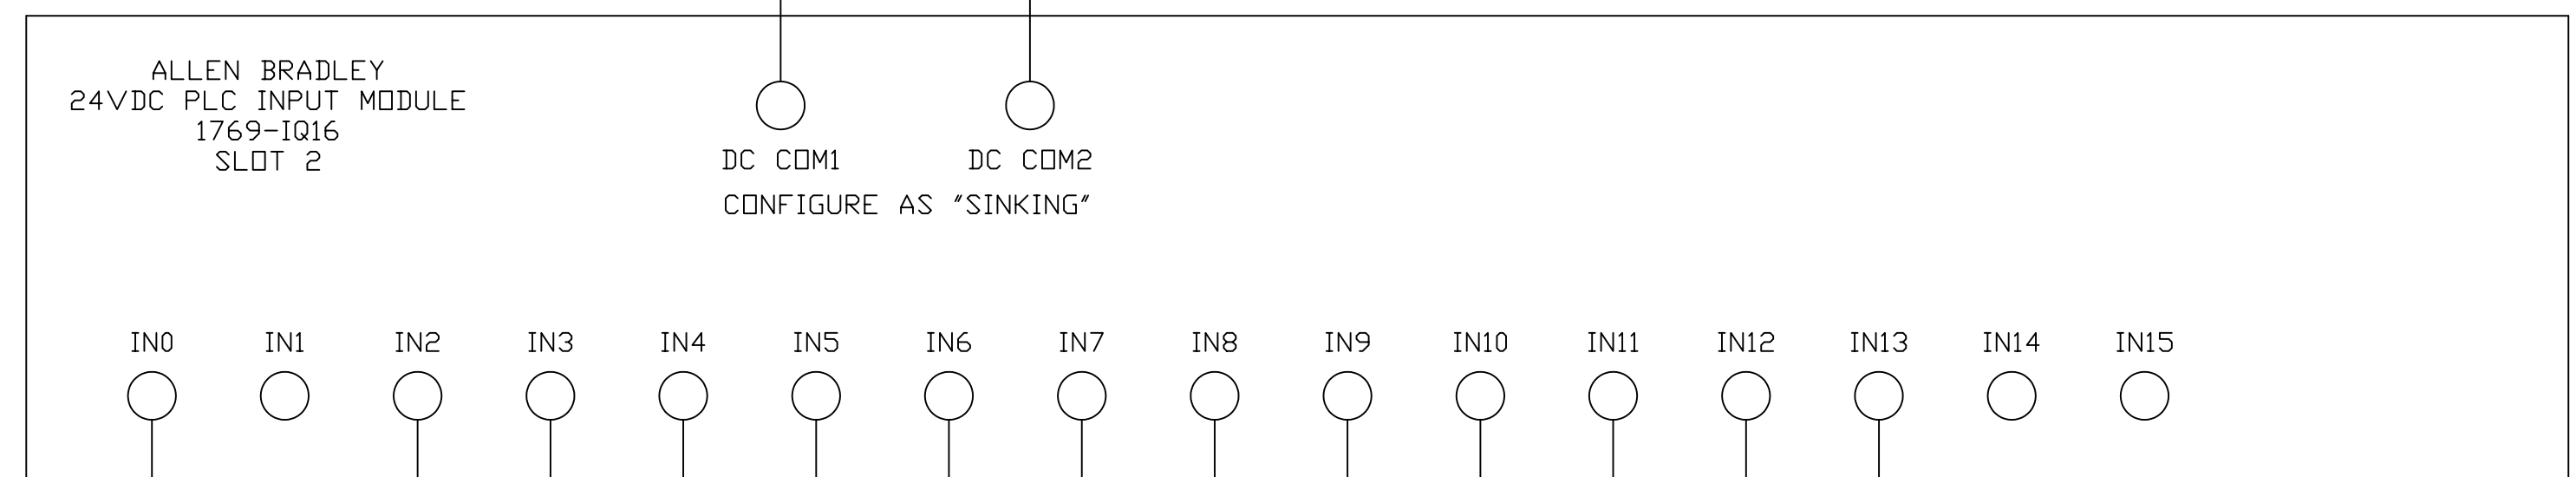 ALLEN BRADLEY
24VDC PLC INPUT MODULE
1769-IQ16
SLOT 2
DC COM1 DC COM2
CONFIGURE AS "SINKING"
IN0 IN1 IN2 IN3 IN4 IN5 IN6 IN7 IN8 IN9 IN10 IN11 IN12 IN13 IN14 IN15